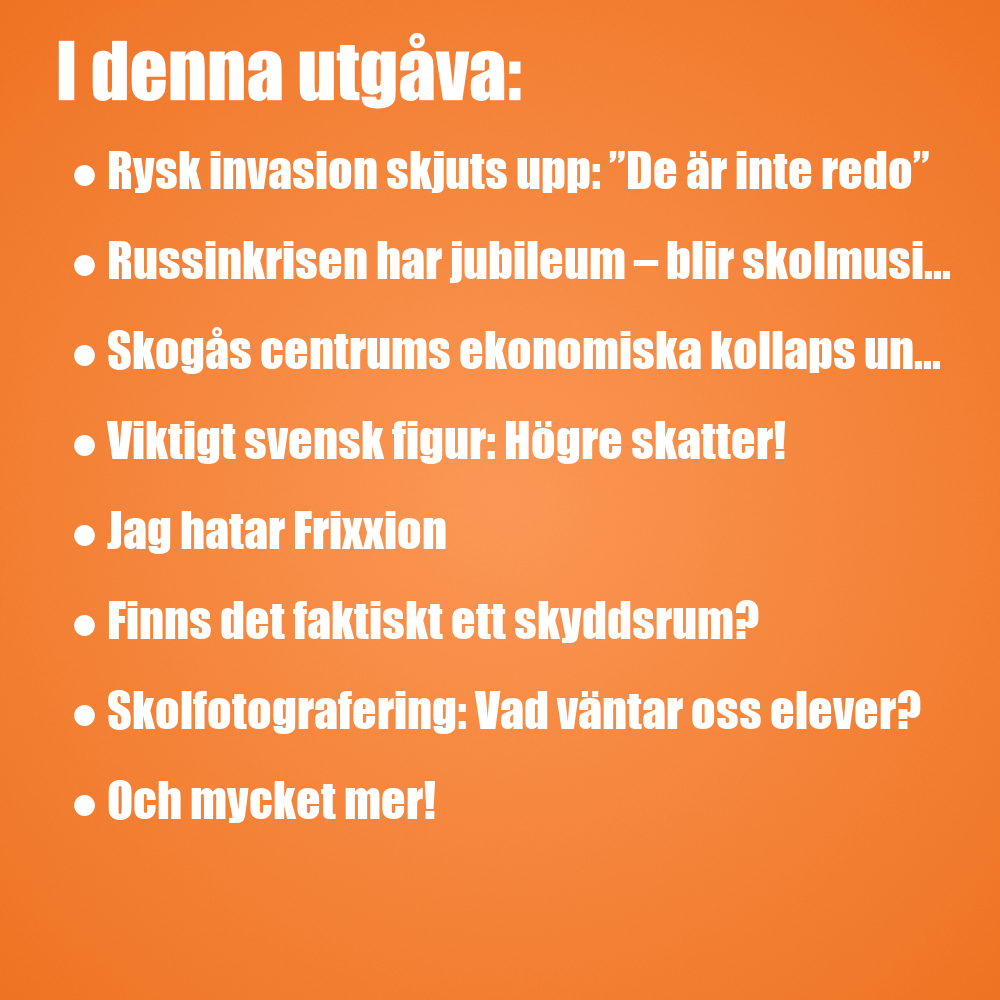 I denna utgåva:
• Rysk invasion skjuts upp: ”De är inte redo”
• Russinkrisen har jubileum – blir skolmusi...
• Skogås centrums ekonomiska kollaps un...
• Viktigt svensk figur: Högre skatter!
• Jag hatar Frixxion
• Finns det faktiskt ett skyddsrum?
• Skolfotografering: Vad väntar oss elever?
• Och mycket mer!